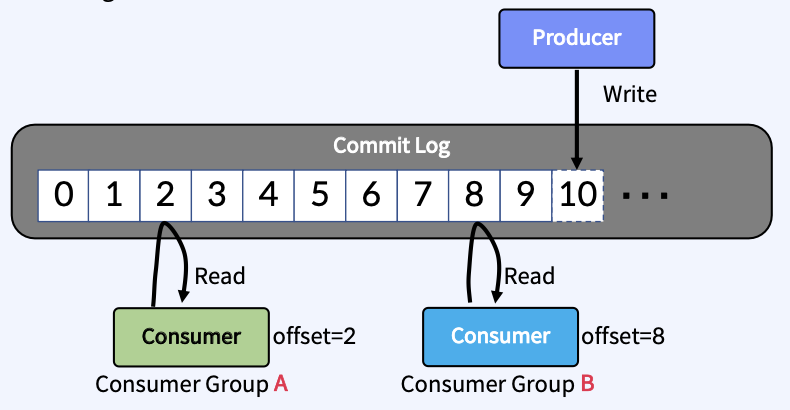 Producer
Write
Commit Log
0 1 2 3 4 5 6 7 8 9 10 ...
Read
Read
Consumer offset=2
Consumer offset=8
Consumer Group A
Consumer Group B